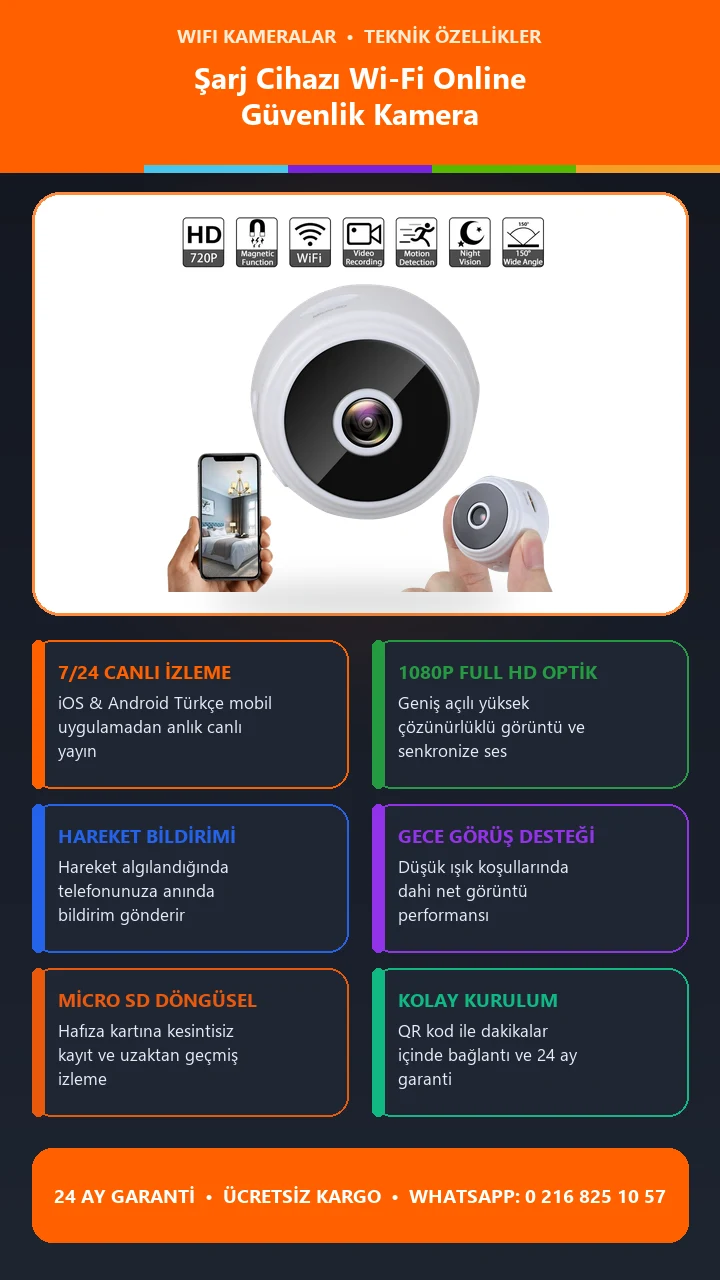 WIFI KAMERALAR • TEKNİK ÖZELLİKLER
Şarj Cihazı Wi-Fi Online
Güvenlik Kamera
HD
720P
Magnetic
Function
WiFi
Video
Recording
Motion
Detection
Night
Vision
150°
150°
Wide Angle
7/24 CANLI İZLEME
iOS & Android Türkçe mobil
uygulamadan anlık canlı
yayın
1080P FULL HD OPTİK
Geniş açılı yüksek
çözünürlüklü görüntü ve
senkronize ses
HAREKET BİLDİRİMİ
Hareket algılandığında
telefonunuza anında
bildirim gönderir
GECE GÖRÜŞ DESTEĞİ
Düşük ışık koşullarında
dahi net görüntü
performansı
MİCRO SD DÖNGÜSEL
Hafıza kartına kesintisiz
kayıt ve uzaktan geçmiş
izleme
KOLAY KURULUM
QR kod ile dakikalar
içinde bağlantı ve 24 ay
garanti
24 AY GARANTİ • ÜCRETSİZ KARGO • WHATSAPP: 0 216 825 10 57